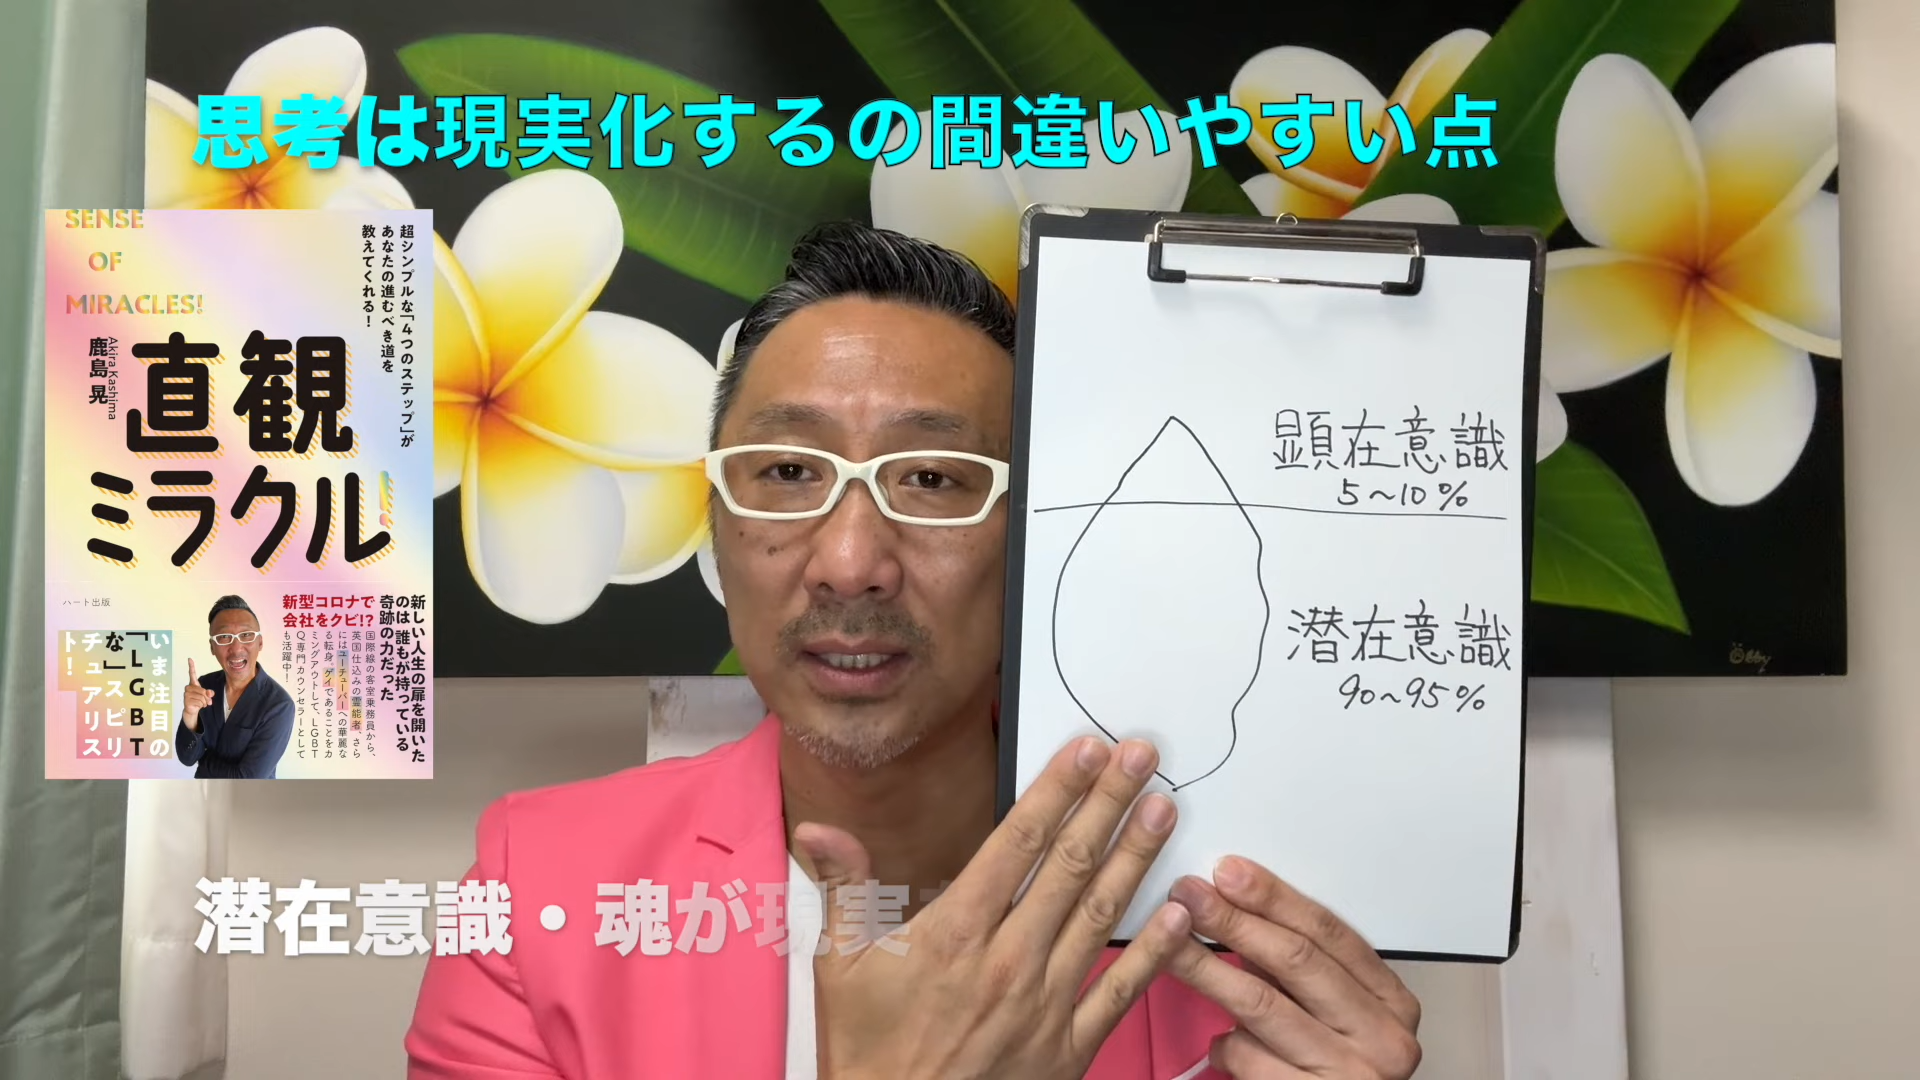 思考は現実化するの間違いやすい点
SENSE
OF
MIRACLES!
超シンプルな「4つのステップ」が
あなたの進むべき道を
教えてくれる!
直観
ミラクル!
鹿島 晃
Akira Kashima
ハート出版
新しい人生の扉を開いた
のは 誰もが持っている
奇跡の力だった
新型コロナで
会社をクビ!?
国際線の客室乗務員から、
英国仕込みの霊能者、さら
にはユーチューバーへの華麗な
る転身。ゲイであることをカ
ミングアウトして、LGBT
Q専門カウンセラーとして
も活躍中!
いま注目の
「LGBT
な」スピリ
チュアリス
ト!
顕在意識
5~10%
潜在意識
90~95%
潜在意識・魂が現実